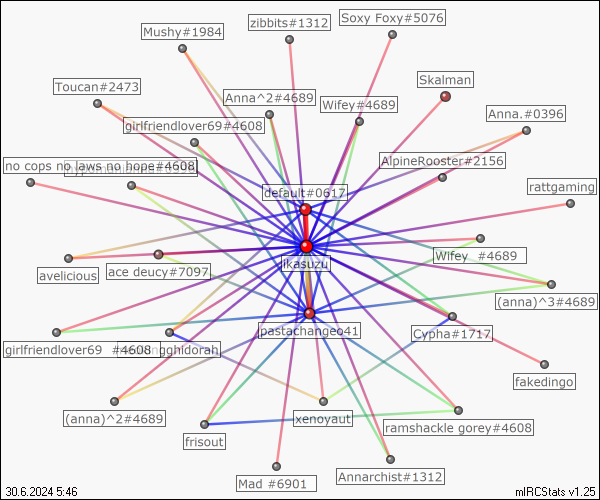 Soxy Foxy#5076
zibbits#1312
Mushy#1984
Skalman
Toucan#2473
Anna^2#4689
Wifey#4689
Anna.#0396
girlfriendlover69#4608
AlpineRooster#2156
no cops no laws no hope#4608
rattgaming
default#0617
Wifey_#4689
ikasuzu
ace deucy#7097
avelicious
(anna)^3#4689
pastachangeo41
Cypha#1717
girlfriendlover69 #4608
gghidorah
fakedingo
(anna)^2#4689
xenoyaut
ramshackle gorey#4608
frisout
Annarchist#1312
Mad #6901
30.6.2024 5:46
mIRCStats v1.25